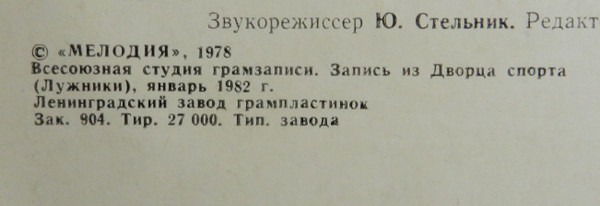 Звукорежиссер Ю. Стельник. Редакт
© «МЕЛОДИЯ», 1978
Всесоюзная студия грамзаписи. Запись из Дворца спорта
(Лужники), январь 1982 г.
Ленинградский завод грампластинок
Зак. 904. Тир. 27 000. Тип. завода